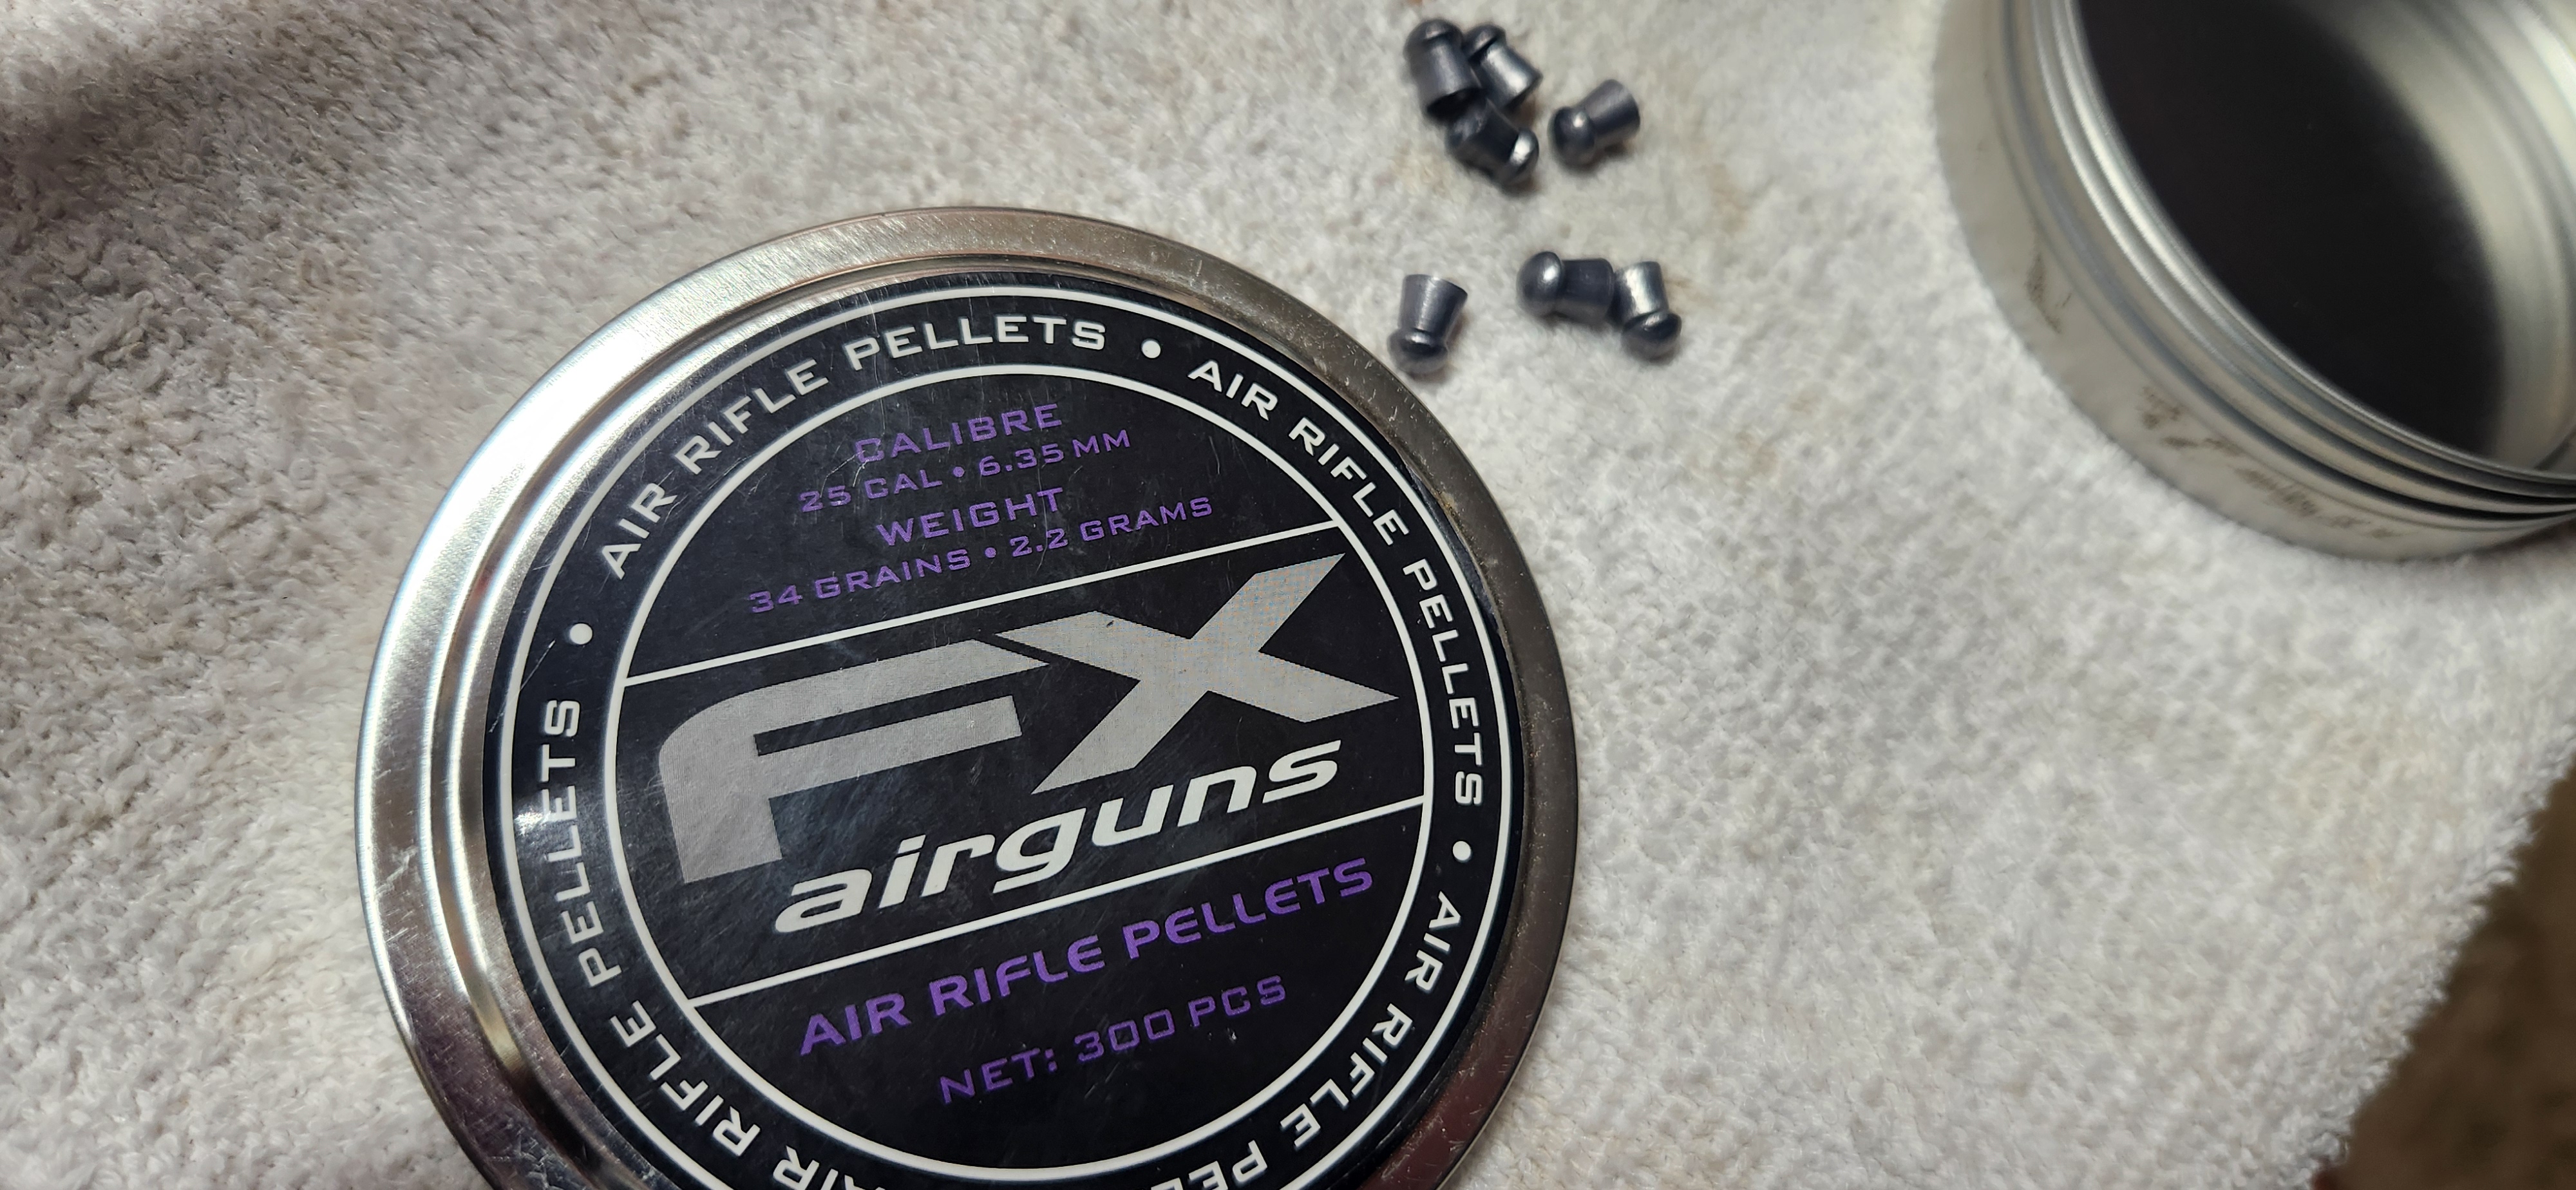 AIR RIFLE PELLETS • AIR RIFLE PELLETS • AIR RIFLE PELLETS • AIR RIFLE PELLETS
CALIBRE
25 CAL • 6.35 MM
WEIGHT
34 GRAINS • 2.2 GRAMS
FX
airguns
AIR RIFLE PELLETS
NET: 300 PCS